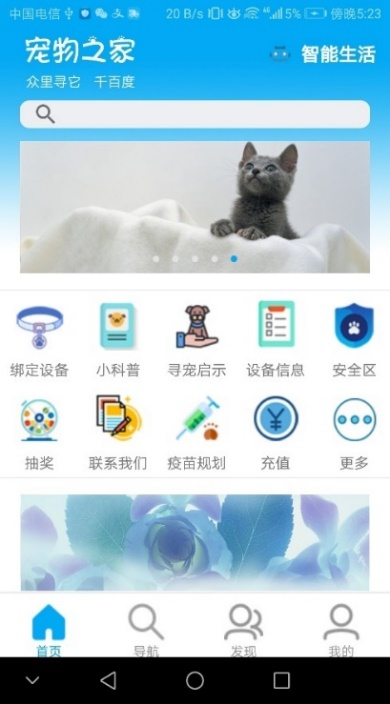 中国电信 20 B/s 4G 5% 傍晚5:23
宠物之家
智能生活
众里寻它 千百度
绑定设备 小科普 寻宠启示 设备信息 安全区
抽奖 联系我们 疫苗规划 充值 更多
首页 导航 发现 我的